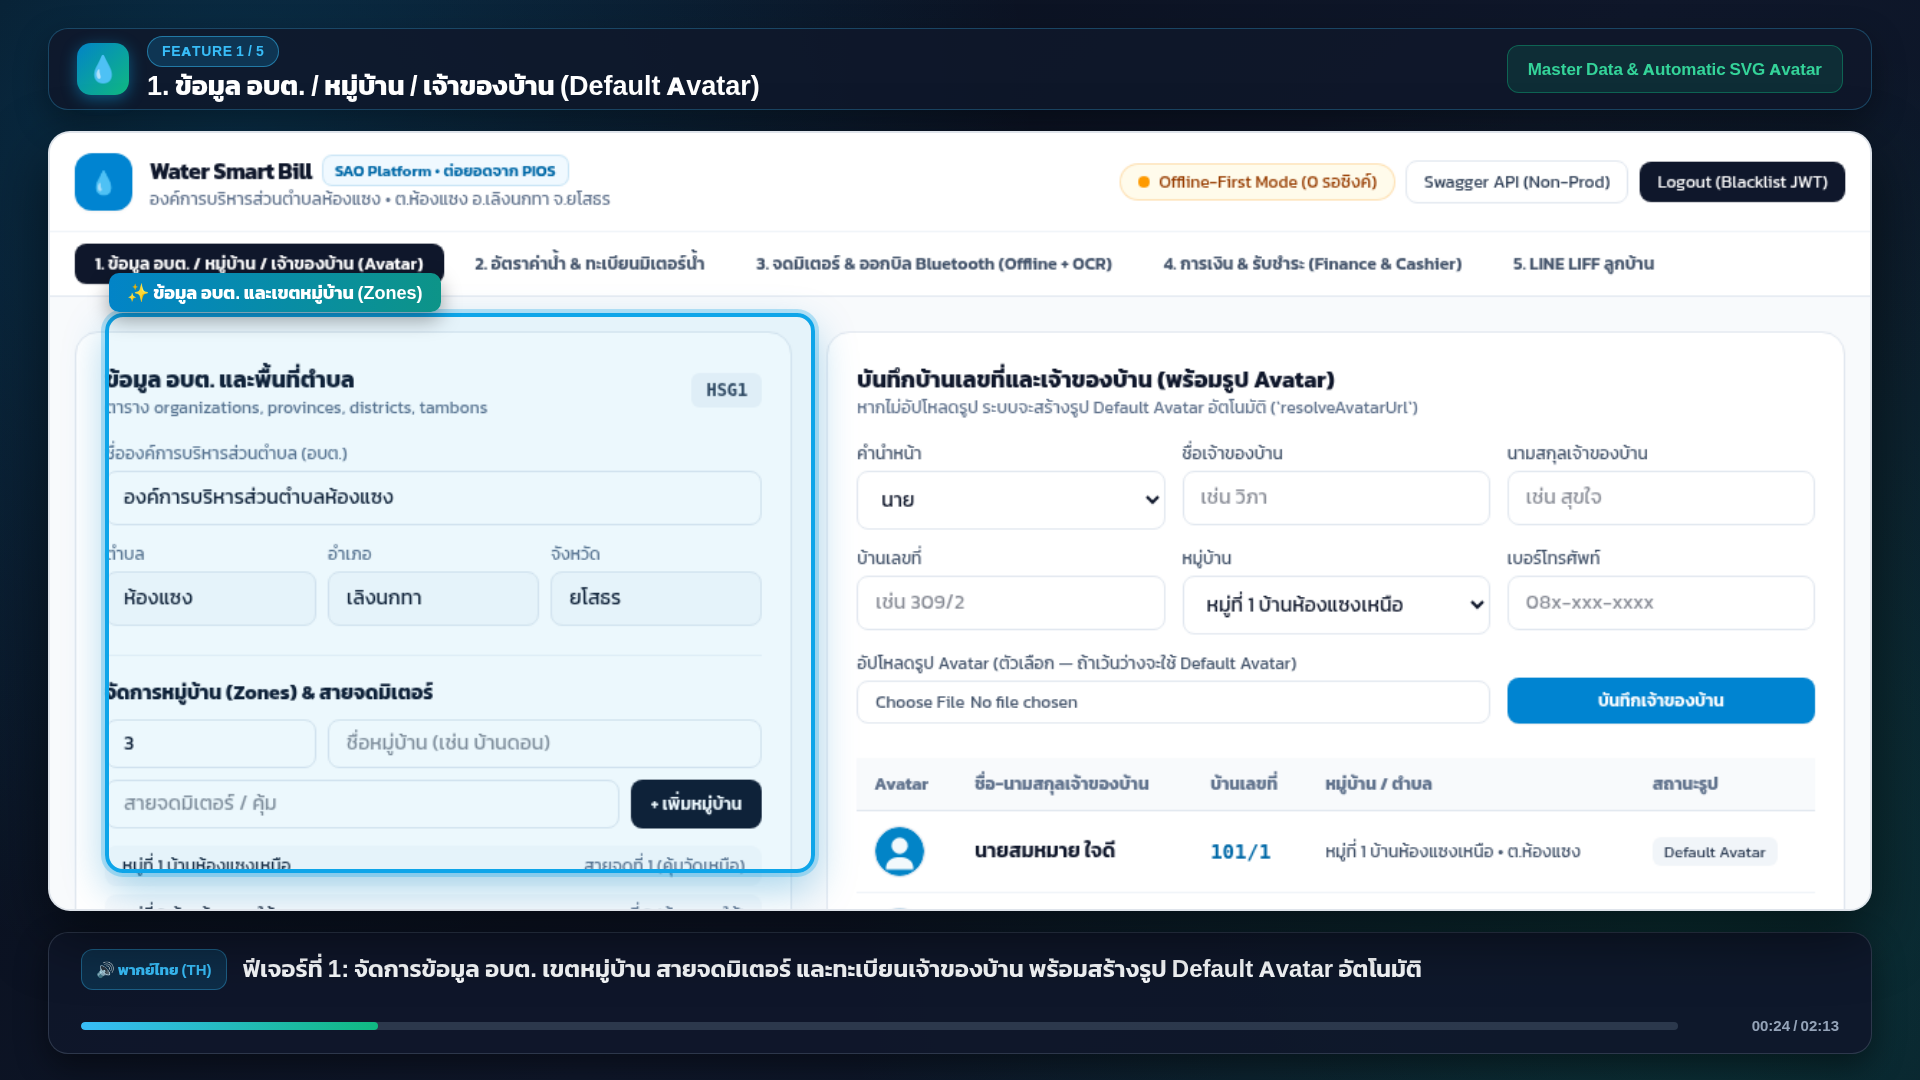 FEATURE 1 / 5
1. ข้อมูล อบต. / หมู่บ้าน / เจ้าของบ้าน (Default Avatar)
Master Data & Automatic SVG Avatar
Water Smart Bill
SAO Platform • ต่อยอดจาก PIOS
องค์การบริหารส่วนตำบลห้องแซง • ต.ห้องแซง อ.เลิงนกทา จ.ยโสธร
Offline-First Mode (0 รอซิงค์)
Swagger API (Non-Prod)
Logout (Blacklist JWT)
1. ข้อมูล อบต. / หมู่บ้าน / เจ้าของบ้าน (Avatar)
2. อัตราค่าน้ำ & ทะเบียนมิเตอร์น้ำ
3. จดมิเตอร์ & ออกบิล Bluetooth (Offline + OCR)
4. การเงิน & รับชำระ (Finance & Cashier)
5. LINE LIFF ลูกบ้าน
✨ ข้อมูล อบต. และเขตหมู่บ้าน (Zones)
ข้อมูล อบต. และพื้นที่ตำบล
ตาราง organizations, provinces, districts, tambons
HSG1
ชื่อองค์การบริหารส่วนตำบล (อบต.)
องค์การบริหารส่วนตำบลห้องแซง
ตำบล
อำเภอ
จังหวัด
ห้องแซง
เลิงนกทา
ยโสธร
จัดการหมู่บ้าน (Zones) & สายจดมิเตอร์
3
ชื่อหมู่บ้าน (เช่น บ้านดอน)
สายจดมิเตอร์ / คุ้ม
+ เพิ่มหมู่บ้าน
หมู่ที่ 1 บ้านห้องแซงเหนือ
สายจดที่ 1 (คุ้มวัดเหนือ)
บันทึกบ้านเลขที่และเจ้าของบ้าน (พร้อมรูป Avatar)
หากไม่อัปโหลดรูป ระบบจะสร้างรูป Default Avatar อัตโนมัติ (`resolveAvatarUrl`)
คำนำหน้า
ชื่อเจ้าของบ้าน
นามสกุลเจ้าของบ้าน
นาย
เช่น วิภา
เช่น สุขใจ
บ้านเลขที่
หมู่บ้าน
เบอร์โทรศัพท์
เช่น 309/2
หมู่ที่ 1 บ้านห้องแซงเหนือ
08x-xxx-xxxx
อัปโหลดรูป Avatar (ตัวเลือก — ถ้าเว้นว่างจะใช้ Default Avatar)
Choose File No file chosen
บันทึกเจ้าของบ้าน
Avatar
ชื่อ-นามสกุลเจ้าของบ้าน
บ้านเลขที่
หมู่บ้าน / ตำบล
สถานะรูป
นายสมหมาย ใจดี
101/1
หมู่ที่ 1 บ้านห้องแซงเหนือ • ต.ห้องแซง
Default Avatar
🔊 พากย์ไทย (TH)
ฟีเจอร์ที่ 1: จัดการข้อมูล อบต. เขตหมู่บ้าน สายจดมิเตอร์ และทะเบียนเจ้าของบ้าน พร้อมสร้างรูป Default Avatar อัตโนมัติ
00:24 / 02:13